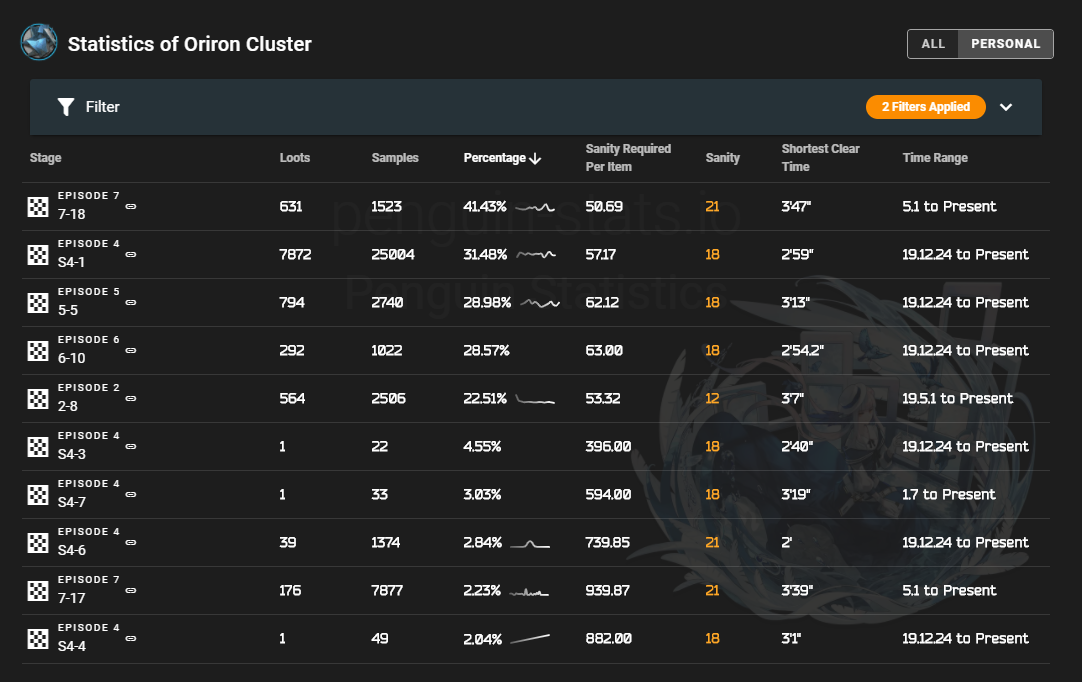 Statistics of Oriron Cluster
ALL PERSONAL
Filter
2 Filters Applied
Stage Loots Samples Percentage Sanity Required Per Item Sanity Shortest Clear Time Time Range
penguin-stats.io
Penguin Statistics
EPISODE 7
7-18 631 1523 41.43% 50.69 21 3'47" 5.1 to Present
EPISODE 4
S4-1 7872 25004 31.48% 57.17 18 2'59" 19.12.24 to Present
EPISODE 5
5-5 794 2740 28.98% 62.12 18 3'13" 19.12.24 to Present
EPISODE 6
6-10 292 1022 28.57% 63.00 18 2'54.2" 19.12.24 to Present
EPISODE 2
2-8 564 2506 22.51% 53.32 12 3'7" 19.5.1 to Present
EPISODE 4
S4-3 1 22 4.55% 396.00 18 2'40" 19.12.24 to Present
EPISODE 4
S4-7 1 33 3.03% 594.00 18 3'19" 1.7 to Present
EPISODE 4
S4-6 39 1374 2.84% 739.85 21 2' 19.12.24 to Present
EPISODE 7
7-17 176 7877 2.23% 939.87 21 3'39" 5.1 to Present
EPISODE 4
S4-4 1 49 2.04% 882.00 18 3'1" 19.12.24 to Present